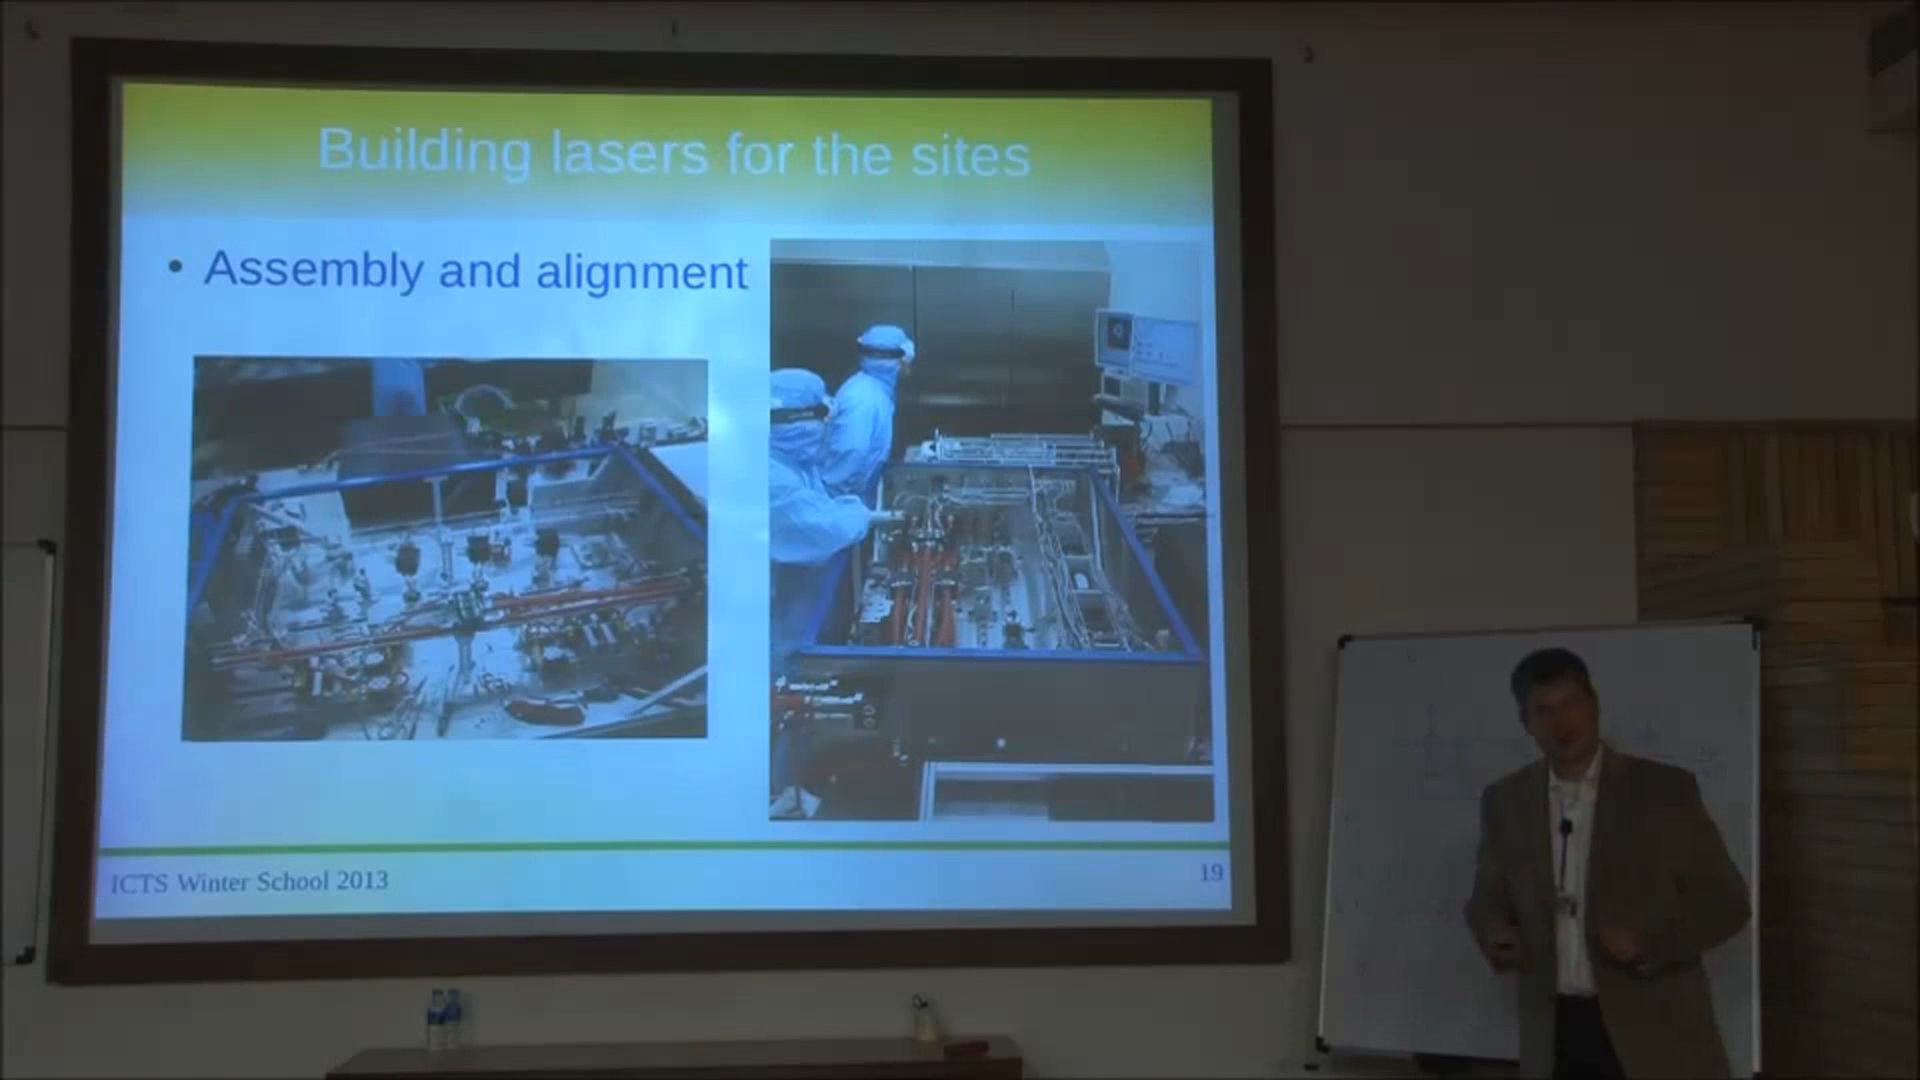 Building lasers for the sites
• Assembly and alignment
ICTS Winter School 2013
19